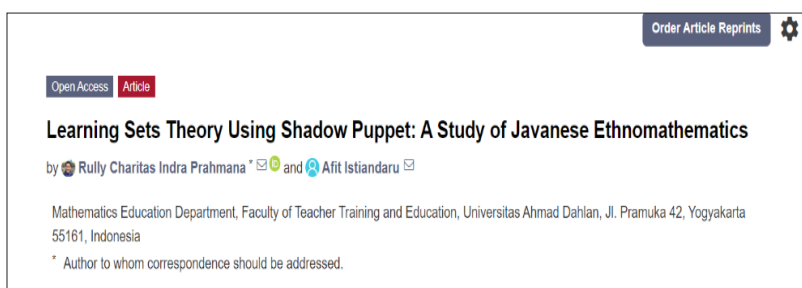 Order Article Reprints
Open Access Article
Learning Sets Theory Using Shadow Puppet: A Study of Javanese Ethnomathematics
by Rully Charitas Indra Prahmana * and Afit Istiandaru
Mathematics Education Department, Faculty of Teacher Training and Education, Universitas Ahmad Dahlan, Jl. Pramuka 42, Yogyakarta
55161, Indonesia
* Author to whom correspondence should be addressed.